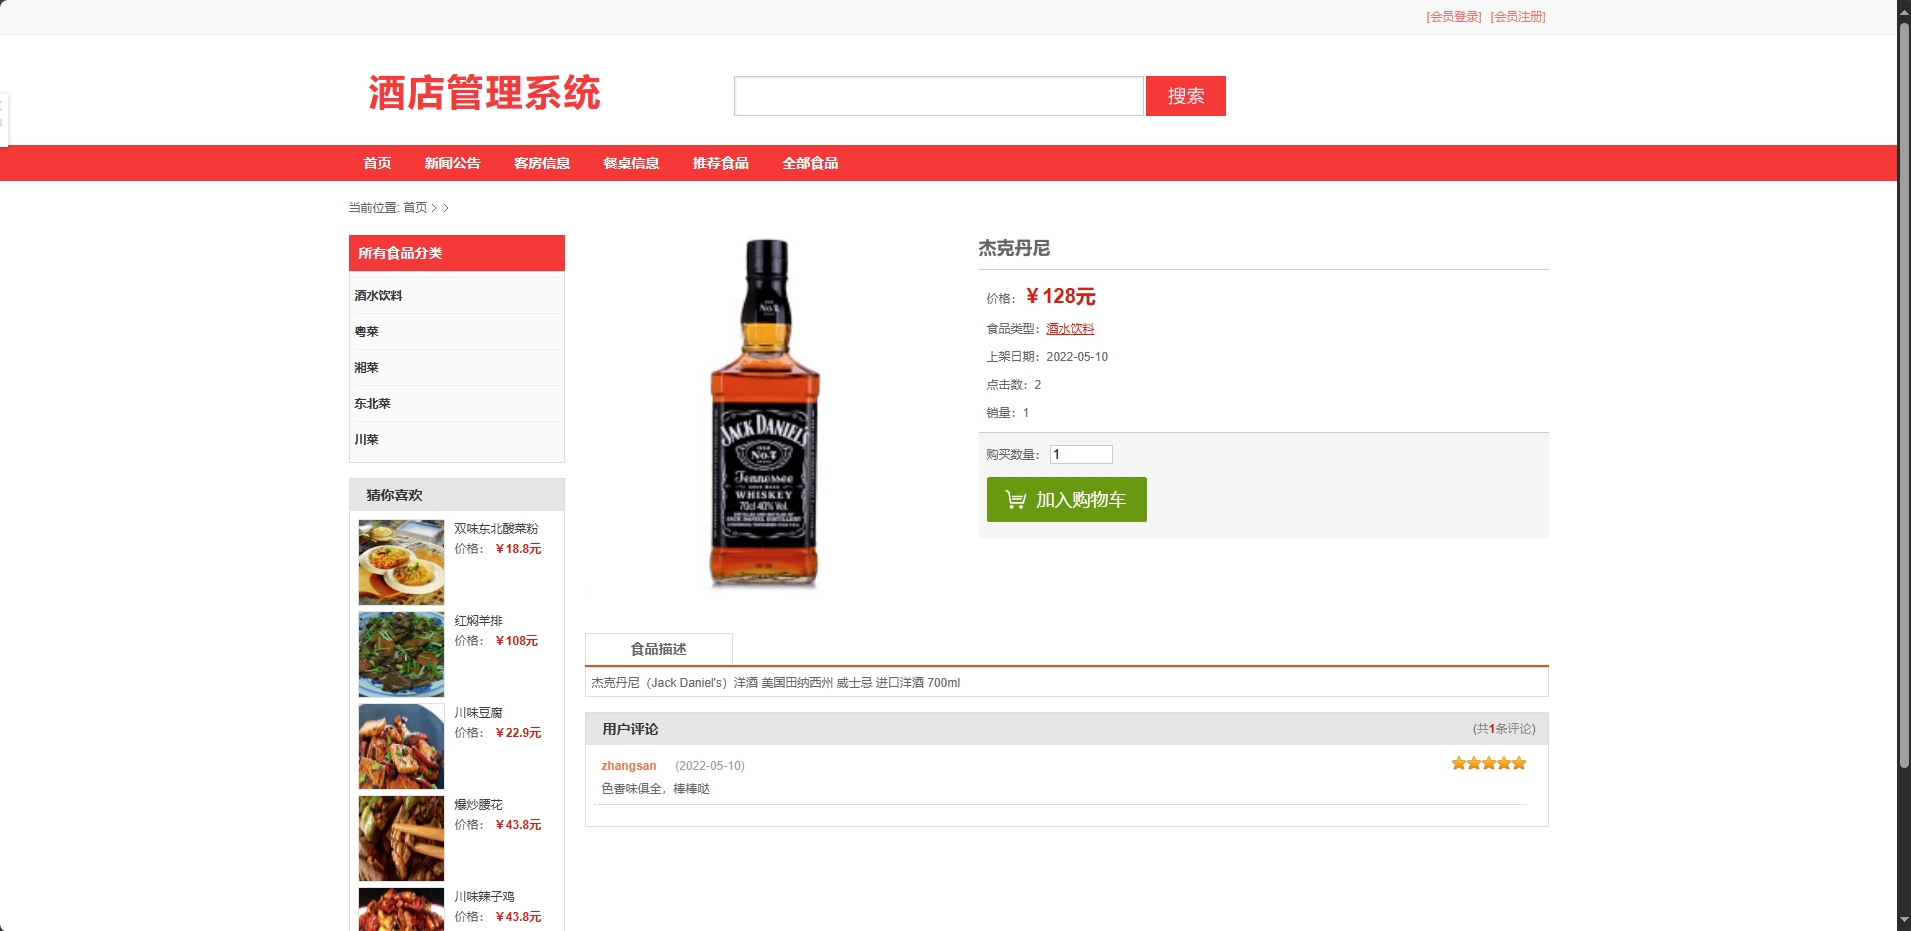 [会员登录] [会员注册]
酒店管理系统
搜索
首页 新闻公告 客房信息 餐桌信息 推荐食品 全部食品
当前位置: 首页 > >
所有食品分类
酒水饮料
粤菜
湘菜
东北菜
川菜
猜你喜欢
双味东北酸菜粉
价格： ￥18.8元
红焖羊排
价格： ￥108元
川味豆腐
价格： ￥22.9元
爆炒腰花
价格： ￥43.8元
川味辣子鸡
价格： ￥43.8元
No.7
JACK DANIEL'S
No.7
Tennessee
WHISKEY
70cl 40% Vol.
杰克丹尼
价格：￥128元
食品类型：酒水饮料
上架日期：2022-05-10
点击数：2
销量：1
购买数量： 1
加入购物车
食品描述
杰克丹尼（Jack Daniel's）洋酒 美国田纳西州 威士忌 进口洋酒 700ml
用户评论 (共1条评论)
zhangsan (2022-05-10)
色香味俱全，棒棒哒